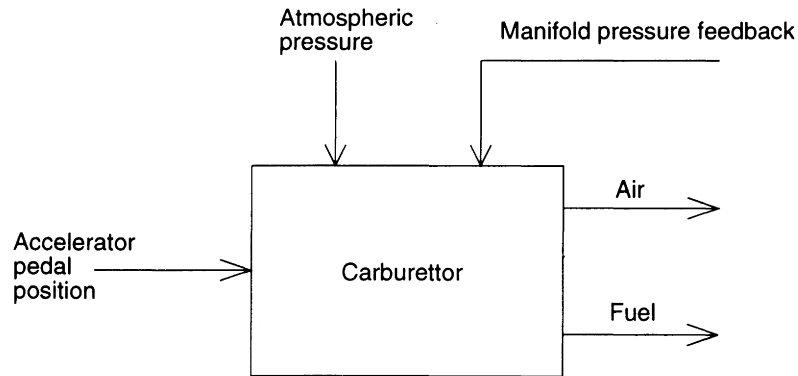 Atmospheric
pressure
Manifold pressure feedback
Air
Accelerator
pedal
position
Carburettor
Fuel